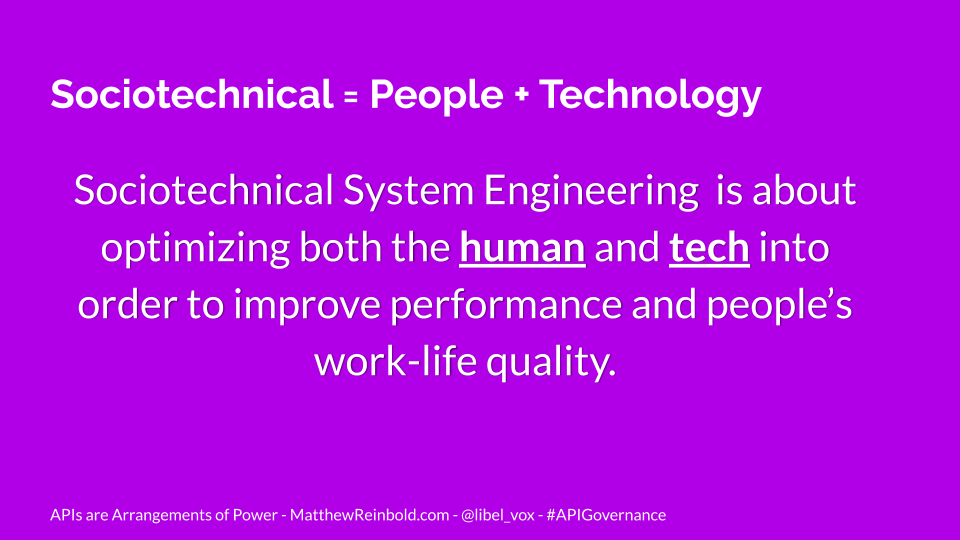 Sociotechnical = People + Technology
Sociotechnical System Engineering  is about
optimizing both the human and tech into
order to improve performance and people’s
work-life quality.
APIs are Arrangements of Power - MatthewReinbold.com - @libel_vox - #APIGovernance